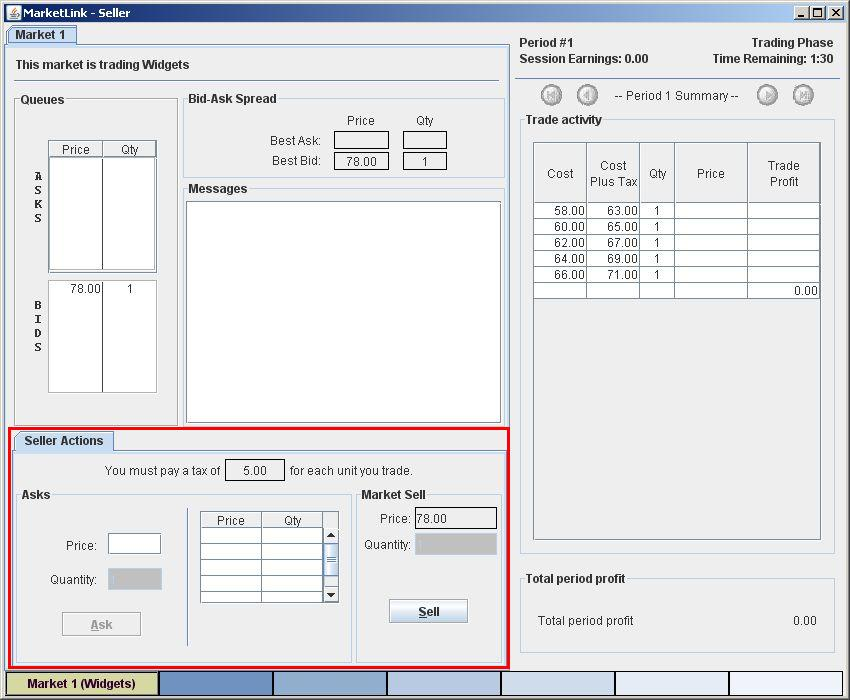 MarketLink - Seller
Market 1
This market is trading Widgets
Queues
Price Qty
A
S
K
S
78.00 1
B
I
D
S
Bid-Ask Spread
Price Qty
Best Ask:
Best Bid: 78.00 1
Messages
Seller Actions
You must pay a tax of 5.00 for each unit you trade.
Asks
Price:
Quantity:
Ask
Price Qty
Market Sell
Price: 78.00
Quantity:
Sell
Period #1 Trading Phase
Session Earnings: 0.00 Time Remaining: 1:30
-- Period 1 Summary --
Trade activity
Cost Cost Plus Tax Qty Price Trade Profit
58.00 63.00 1
60.00 65.00 1
62.00 67.00 1
64.00 69.00 1
66.00 71.00 1
0.00
Total period profit
Total period profit 0.00
Market 1 (Widgets)